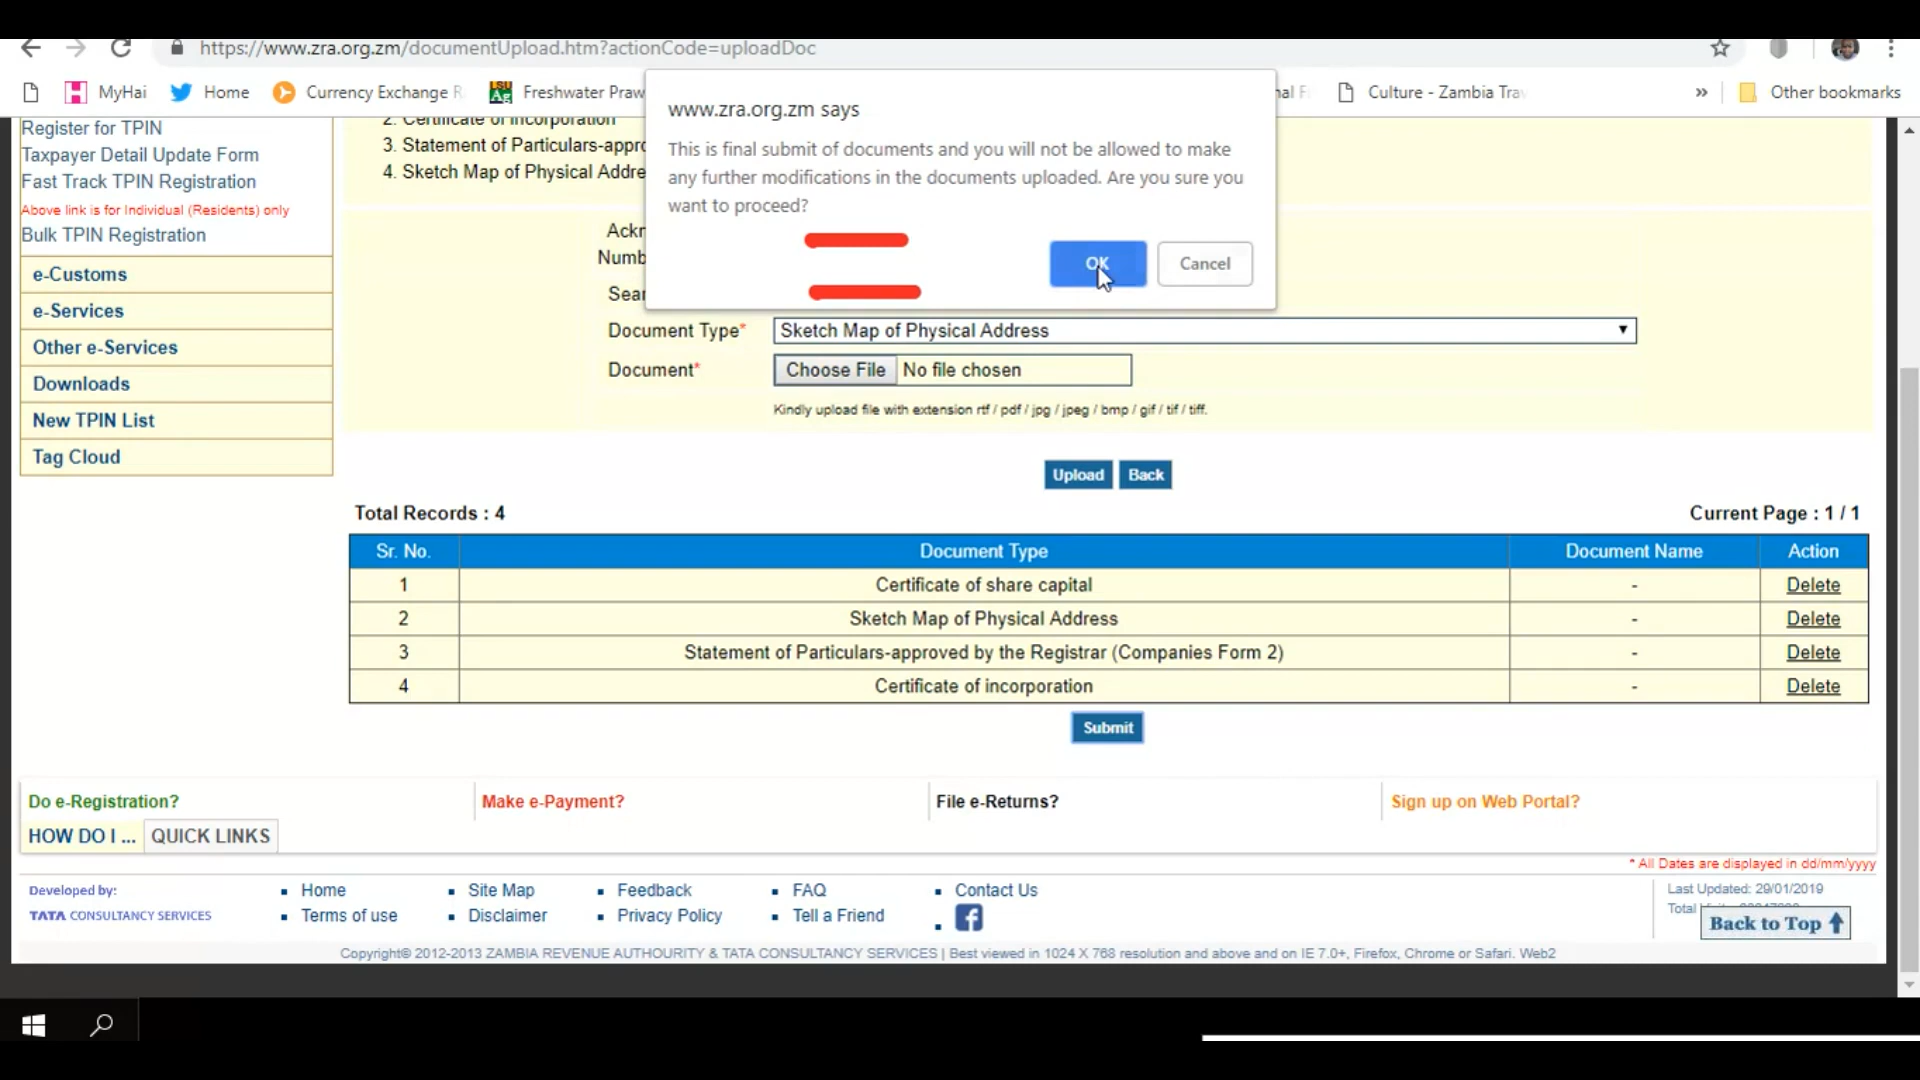 https://www.zra.org.zm/documentUpload.htm?actionCode=uploadDoc
MyHai
Home
Currency Exchange R
LSU Ag
Freshwater Praw
Culture - Zambia Trav
»
Other bookmarks
Register for TPIN
Taxpayer Detail Update Form
Fast Track TPIN Registration
Above link is for Individual (Residents) only
Bulk TPIN Registration
e-Customs
e-Services
Other e-Services
Downloads
New TPIN List
Tag Cloud
2. Certificate of incorporation
3. Statement of Particulars-appro
4. Sketch Map of Physical Addre
www.zra.org.zm says
This is final submit of documents and you will not be allowed to make
any further modifications in the documents uploaded. Are you sure you
want to proceed?
OK
Cancel
Ackn
Numb
Sear
Document Type*
Sketch Map of Physical Address
Document*
Choose File
No file chosen
Kindly upload file with extension rtf / pdf / jpg / jpeg / bmp / gif / tif / tiff.
Upload
Back
Total Records : 4
Current Page : 1 / 1
Sr. No. Document Type Document Name Action
1 Certificate of share capital - Delete
2 Sketch Map of Physical Address - Delete
3 Statement of Particulars-approved by the Registrar (Companies Form 2) - Delete
4 Certificate of incorporation - Delete
Submit
Do e-Registration?
Make e-Payment?
File e-Returns?
Sign up on Web Portal?
HOW DO I ...
QUICK LINKS
* All Dates are displayed in dd/mm/yyyy
Developed by:
TATA CONSULTANCY SERVICES
Home
Site Map
Feedback
FAQ
Contact Us
Terms of use
Disclaimer
Privacy Policy
Tell a Friend
Last Updated: 29/01/2019
Total
Back to Top
Copyright© 2012-2013 ZAMBIA REVENUE AUTHOURITY & TATA CONSULTANCY SERVICES | Best viewed in 1024 X 768 resolution and above and on IE 7.0+, Firefox, Chrome or Safari. Web2